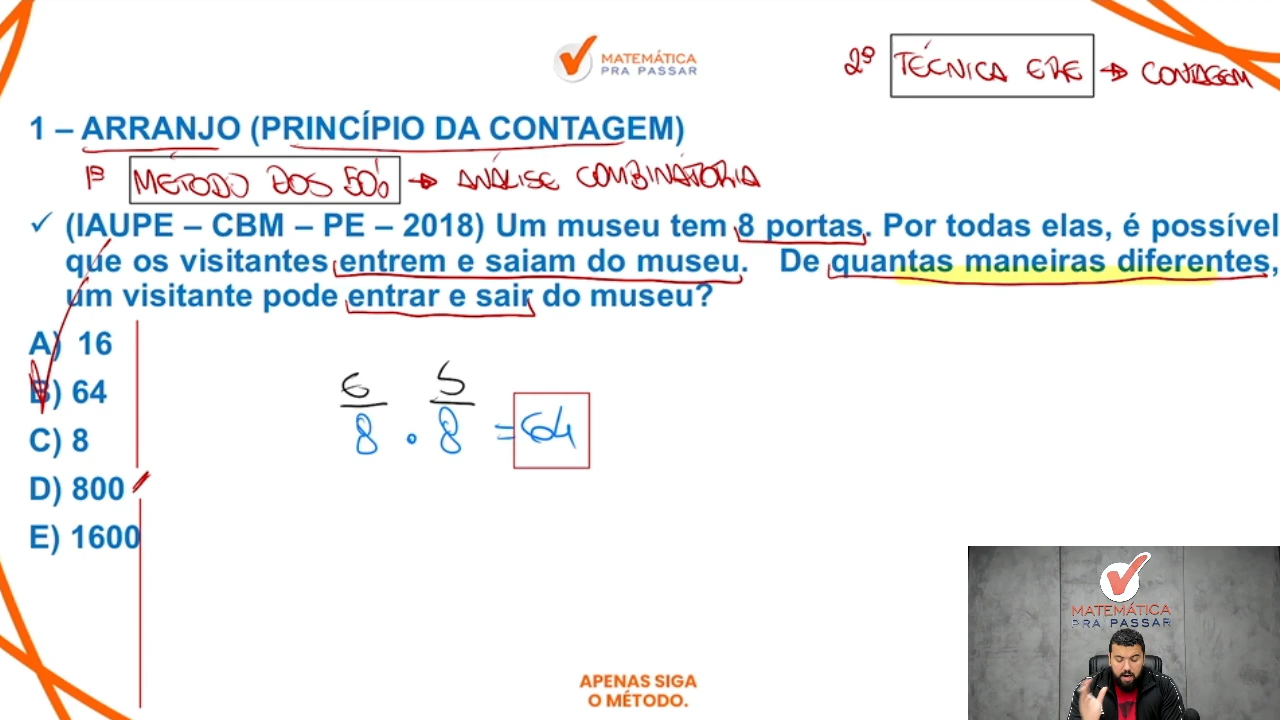 MATEMÁTICA
PRA PASSAR
2º TÉCNICA ERE → CONTAGEM
1 – ARRANJO (PRINCÍPIO DA CONTAGEM)
1º MÉTODO DOS 50% → ANÁLISE COMBINATÓRIA
✓ (IAUPE – CBM – PE – 2018) Um museu tem 8 portas. Por todas elas, é possível
que os visitantes entrem e saiam do museu. De quantas maneiras diferentes,
um visitante pode entrar e sair do museu?
A) 16
B) 64
C) 8
D) 800
E) 1600
E S
8 . 8 = 64
MATEMÁTICA
PRA PASSAR
APENAS SIGA
O MÉTODO.